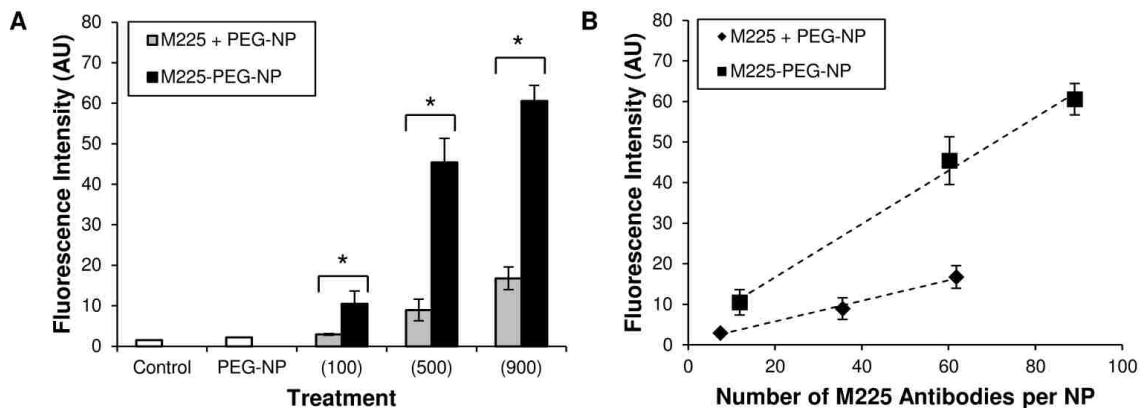 A
Fluorescence Intensity (AU)
80
70
60
50
40
30
20
10
0
M225 + PEG-NP
M225-PEG-NP
*
*
*
Control
PEG-NP
(100)
(500)
(900)
Treatment
B
Fluorescence Intensity (AU)
80
70
60
50
40
30
20
10
0
M225 + PEG-NP
M225-PEG-NP
0
20
40
60
80
100
Number of M225 Antibodies per NP